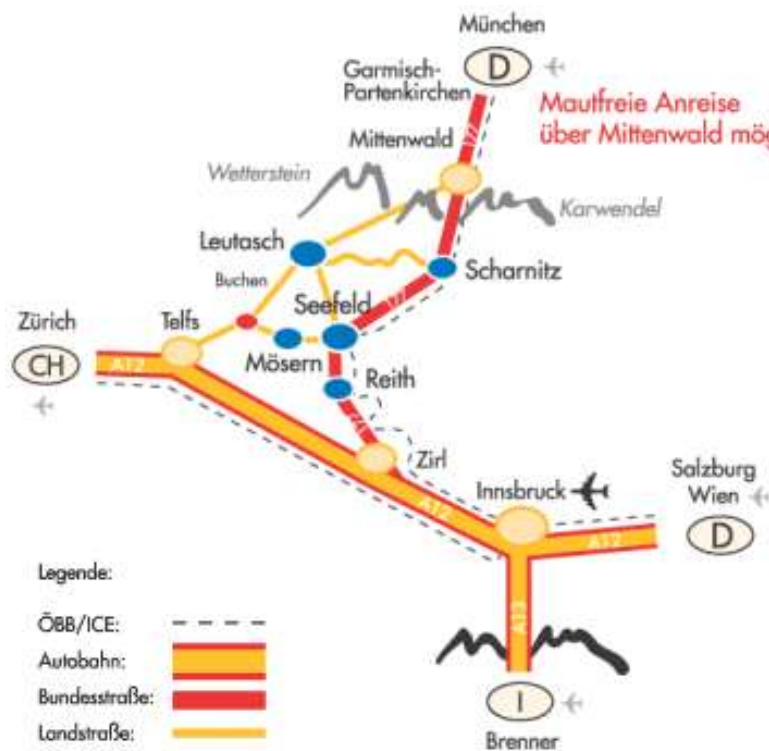 München
D
Garmisch-
Partenkirchen
Mautfreie Anreise
über Mittenwald mög
Mittenwald
Wetterstein
Karwendel
Leutasch
Scharnitz
Buchen
Seefeld
Zürich
Telfs
CH
A12
Mösern
Reith
Zirl
A12
Innsbruck
Salzburg
Wien
D
A12
A13
Legende:
ÖBB/ICE:
Autobahn:
Bundesstraße:
Landstraße:
I
Brenner